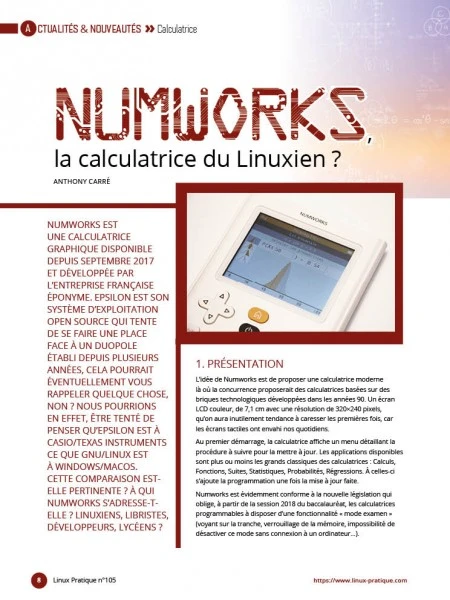 ACTUALITÉS & NOUVEAUTÉS >> Calculatrice
NUMWORKS,
la calculatrice du Linuxien ?
ANTHONY CARRÉ
NUMWORKS EST
UNE CALCULATRICE
GRAPHIQUE DISPONIBLE
DEPUIS SEPTEMBRE 2017
ET DÉVELOPPÉE PAR
L'ENTREPRISE FRANÇAISE
ÉPONYME. EPSILON EST SON
SYSTÈME D'EXPLOITATION
OPEN SOURCE QUI TENTE
DE SE FAIRE UNE PLACE
FACE À UN DUOPOLE
ÉTABLI DEPUIS PLUSIEURS
ANNÉES, CELA POURRAIT
ÉVENTUELLEMENT VOUS
RAPPELER QUELQUE CHOSE,
NON ? NOUS POURRIONS
EN EFFET, ÊTRE TENTÉ DE
PENSER QU'EPSILON EST À
CASIO/TEXAS INSTRUMENTS
CE QUE GNU/LINUX EST
À WINDOWS/MACOS.
CETTE COMPARAISON EST-
ELLE PERTINENTE ? À QUI
NUMWORKS S'ADRESSE-T-
ELLE ? LINUXIENS, LIBRISTES,
DÉVELOPPEURS, LYCÉENS ?
NUMWORKS
1. PRÉSENTATION
L'idée de Numworks est de proposer une calculatrice moderne
là où la concurrence proposerait des calculatrices basées sur des
briques technologiques développées dans les années 90. Un écran
LCD couleur, de 7,1 cm avec une résolution de 320×240 pixels,
qu'on aura inutilement tendance à caresser les premières fois, car
les écrans tactiles ont envahi nos quotidiens.
Au premier démarrage, la calculatrice affiche un menu détaillant la
procédure à suivre pour la mettre à jour. Les applications disponibles
sont plus ou moins les grands classiques des calculatrices : Calculs,
Fonctions, Suites, Statistiques, Probabilités, Régressions. À celles-ci
s'ajoute la programmation une fois la mise à jour faite.
Numworks est évidemment conforme à la nouvelle législation qui
oblige, à partir de la session 2018 du baccalauréat, les calculatrices
programmables à disposer d'une fonctionnalité « mode examen »
(voyant sur la tranche, verrouillage de la mémoire, impossibilité de
désactiver ce mode sans connexion à un ordinateur...).
8
Linux Pratique n°105
https://www.linux-pratique.com